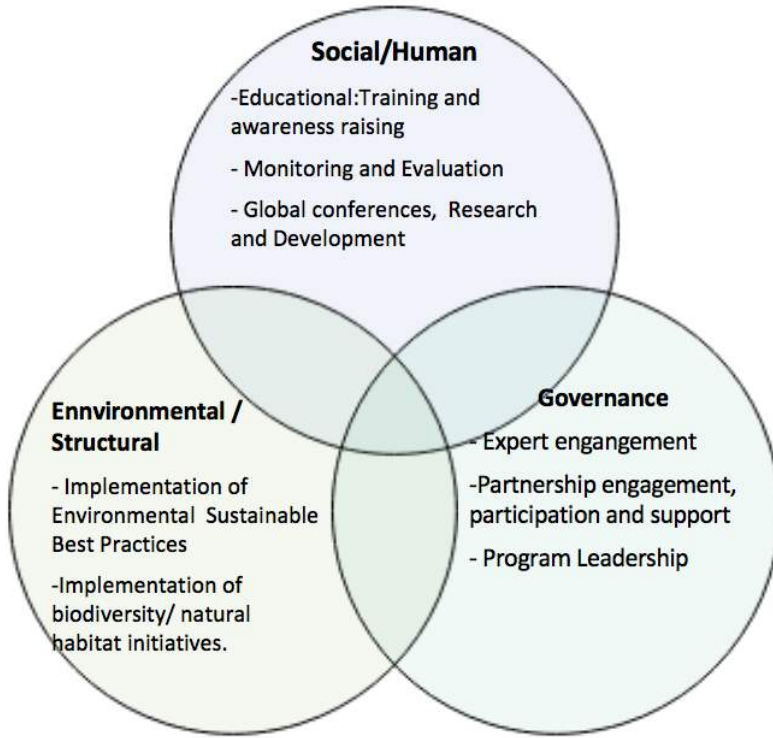 Social/Human
-Educational:Training and
awareness raising
- Monitoring and Evaluation
- Global conferences, Research
and Development
Ennvironmental /
Structural
- Implementation of
Environmental Sustainable
Best Practices
-Implementation of
biodiversity/ natural
habitat initiatives.
Governance
- Expert engangement
-Partnership engagement,
participation and support
- Program Leadership